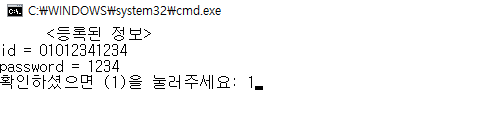 C:\WINDOWS\system32\cmd.exe
<등록된 정보>
id = 01012341234
password = 1234
확인하셨으면 (1)을 눌러주세요: 1